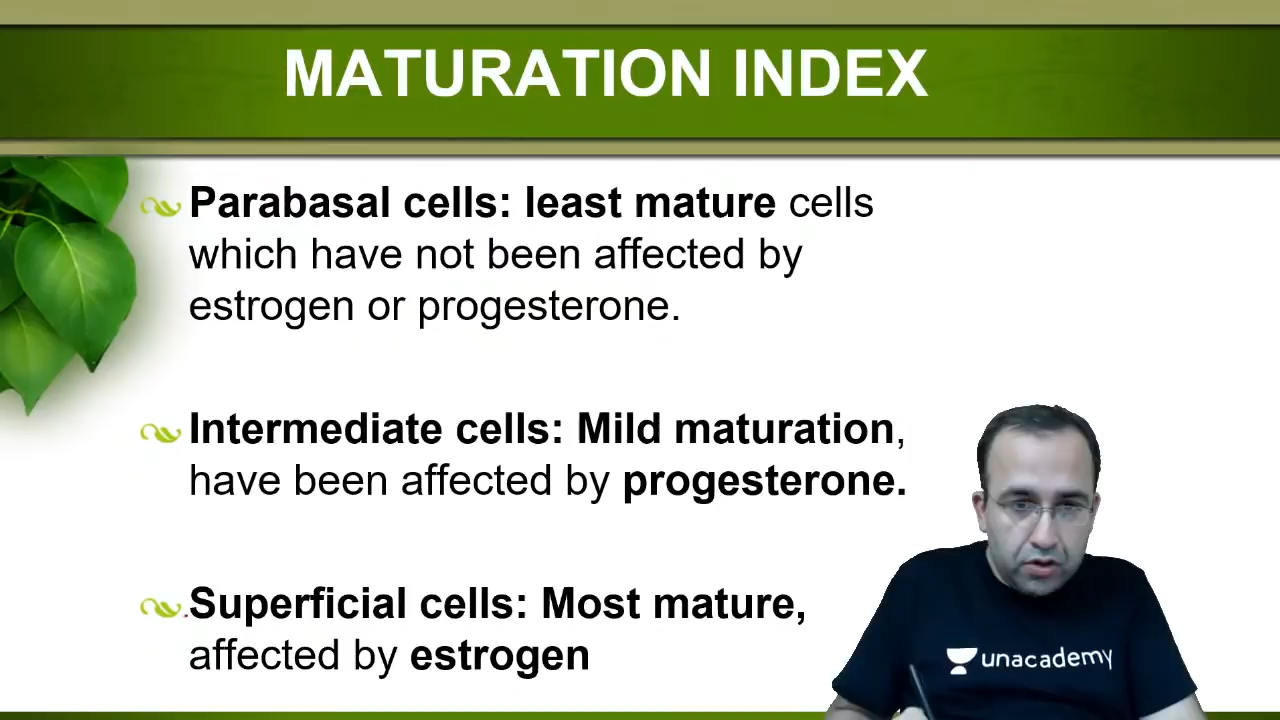 MATURATION INDEX
Parabasal cells: least mature cells
which have not been affected by
estrogen or progesterone.
Intermediate cells: Mild maturation,
have been affected by progesterone.
.Superficial cells: Most mature,
affected by estrogen
unacademy